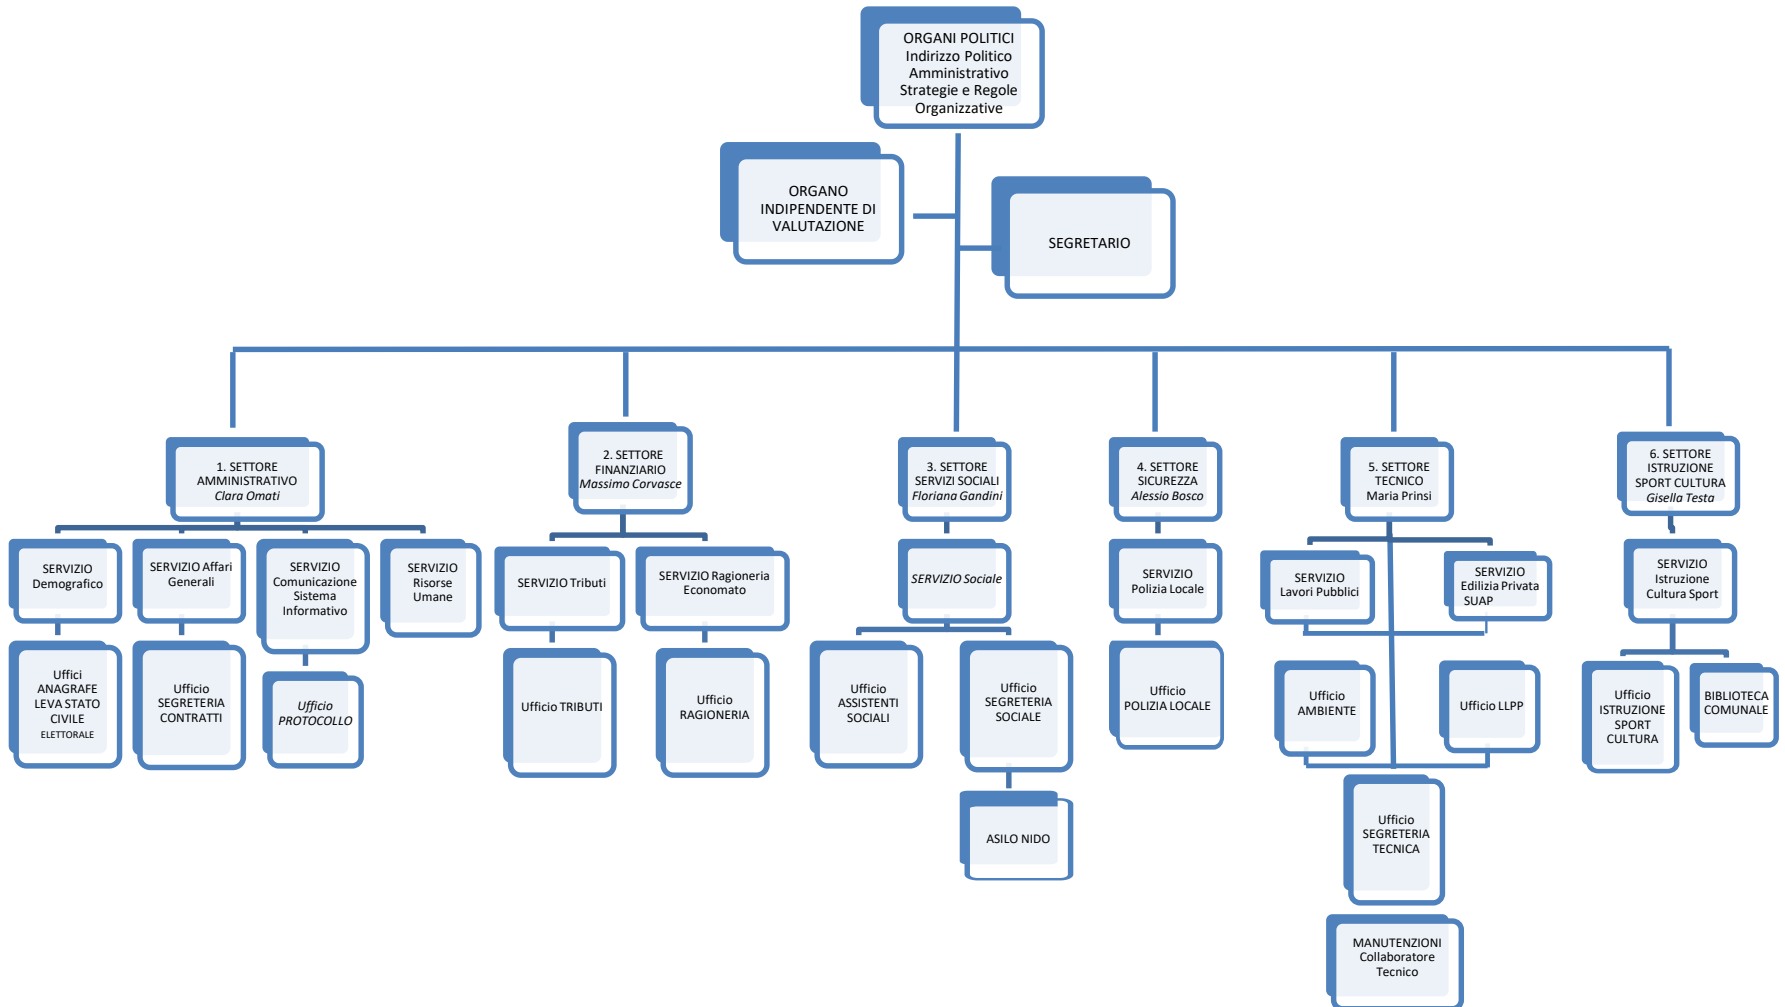 ORGANI POLITICI
Indirizzo Politico
Amministrativo
Strategie e Regole
Organizzative
ORGANO
INDIPENDENTE DI
VALUTAZIONE
SEGRETARIO
1. SETTORE
AMMINISTRATIVO
Clara Omati
2. SETTORE
FINANZIARIO
Massimo Corvasce
3. SETTORE
SERVIZI SOCIALI
Floriana Gandini
4. SETTORE
SICUREZZA
Alessio Bosco
5. SETTORE
TECNICO
Maria Prinsi
6. SETTORE
ISTRUZIONE
SPORT CULTURA
Gisella Testa
SERVIZIO
Demografico
SERVIZIO Affari
Generali
SERVIZIO
Comunicazione
Sistema
Informativo
SERVIZIO
Risorse
Umane
SERVIZIO Tributi
SERVIZIO Ragioneria
Economato
SERVIZIO Sociale
SERVIZIO
Polizia Locale
SERVIZIO
Lavori Pubblici
SERVIZIO
Edilizia Privata
SUAP
SERVIZIO
Istruzione
Cultura Sport
Uffici
ANAGRAFE
LEVA STATO
CIVILE
ELETTORALE
Ufficio
SEGRETERIA
CONTRATTI
Ufficio
PROTOCOLLO
Ufficio TRIBUTI
Ufficio
RAGIONERIA
Ufficio
ASSISTENTI
SOCIALI
Ufficio
SEGRETERIA
SOCIALE
Ufficio
POLIZIA LOCALE
Ufficio
AMBIENTE
Ufficio LLPP
Ufficio
ISTRUZIONE
SPORT
CULTURA
BIBLIOTECA
COMUNALE
ASILO NIDO
Ufficio
SEGRETERIA
TECNICA
MANUTENZIONI
Collaboratore
Tecnico